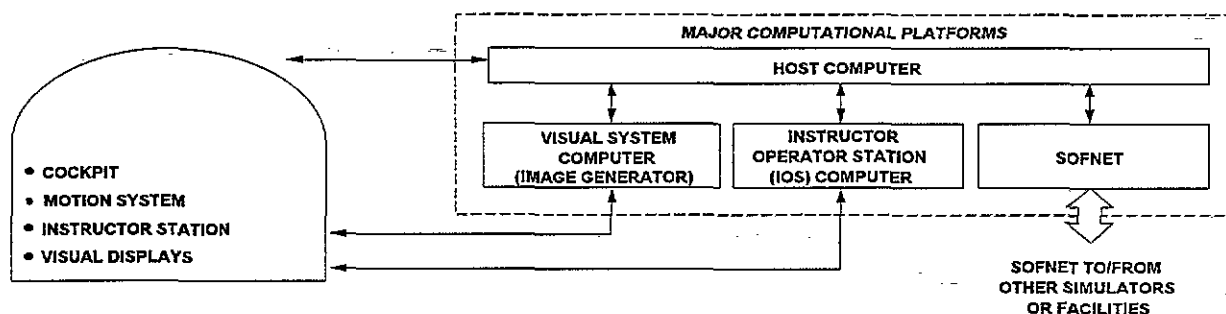 MAJOR COMPUTATIONAL PLATFORMS
HOST COMPUTER
VISUAL SYSTEM
COMPUTER
(IMAGE GENERATOR)
INSTRUCTOR
OPERATOR STATION
(IOS) COMPUTER
SOFNET
• COCKPIT
• MOTION SYSTEM
• INSTRUCTOR STATION
• VISUAL DISPLAYS
SOFNET TO/FROM
OTHER SIMULATORS
OR FACILITIES